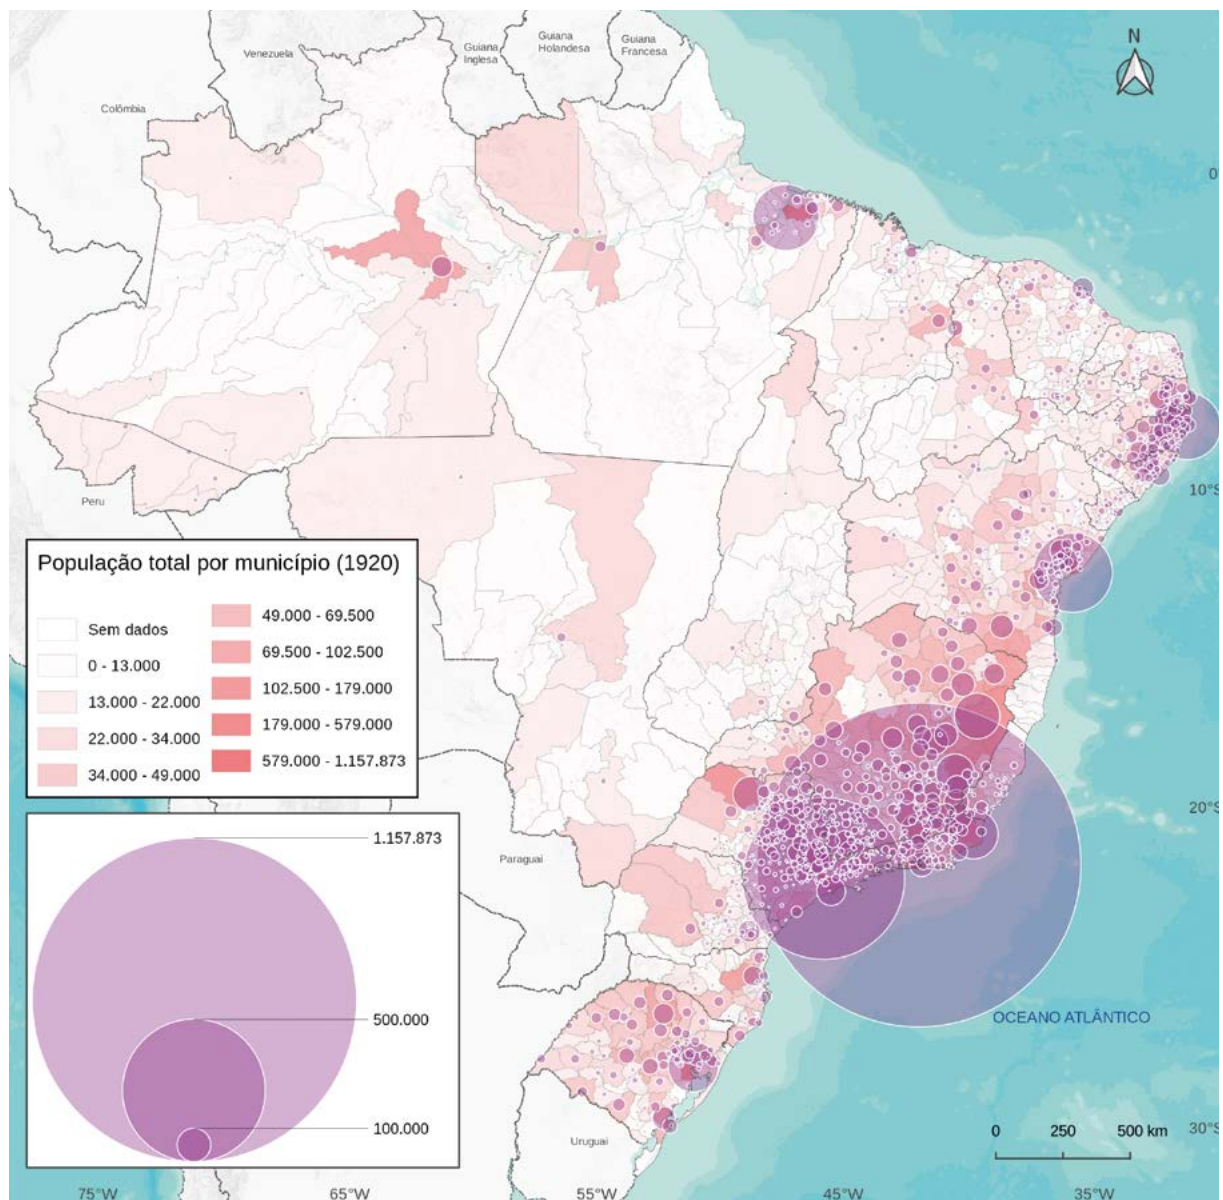 N
Venezuela
Guiana
Inglesa
Guiana
Holandesa
Guiana
Francesa
Colômbia
0
Peru
10°S
População total por município (1920)
Sem dados
0 - 13.000
13.000 - 22.000
22.000 - 34.000
34.000 - 49.000
49.000 - 69.500
69.500 - 102.500
102.500 - 179.000
179.000 - 579.000
579.000 - 1.157.873
20°S
1.157.873
500.000
100.000
Paraguai
OCEANO ATLÂNTICO
Uruguai
0 250 500 km
30°S
75°W 65°W 55°W 45°W 35°W